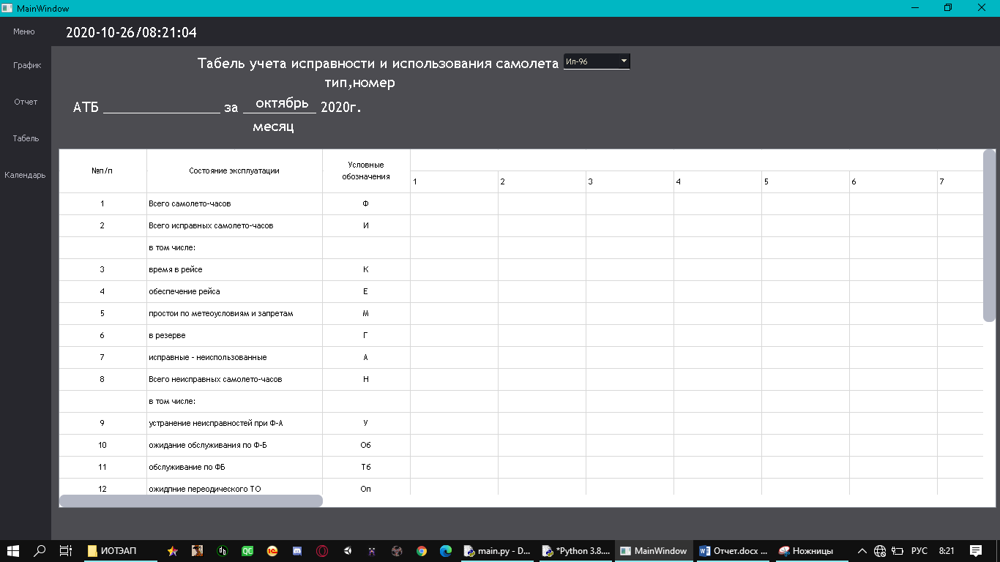 MainWindow
Меню
2020-10-26/08:21:04
График
Отчет
Табель
Календарь
Табель учета исправности и использования самолета Ил-96
тип,номер
АТБ за октябрь 2020г.
месяц
№п/п Состояние эксплуатации Условные обозначения 1 2 3 4 5 6 7
1 Всего самолето-часов Ф
2 Всего исправных самолето-часов И
в том числе:
3 время в рейсе К
4 обеспечение рейса Е
5 простои по метеоусловиям и запретам М
6 в резерве Г
7 исправные - неиспользованные А
8 Всего неисправных самолето-часов Н
в том числе:
9 устранение неисправностей при Ф-А У
10 ожидание обслуживания по Ф-Б Об
11 обслуживание по ФБ Тб
12 ожидпние переодического ТО Оп
ИОТЭАП QC main.py - D... *Python 3.8.... MainWindow Отчет.docx ... Ножницы РУС 8:21